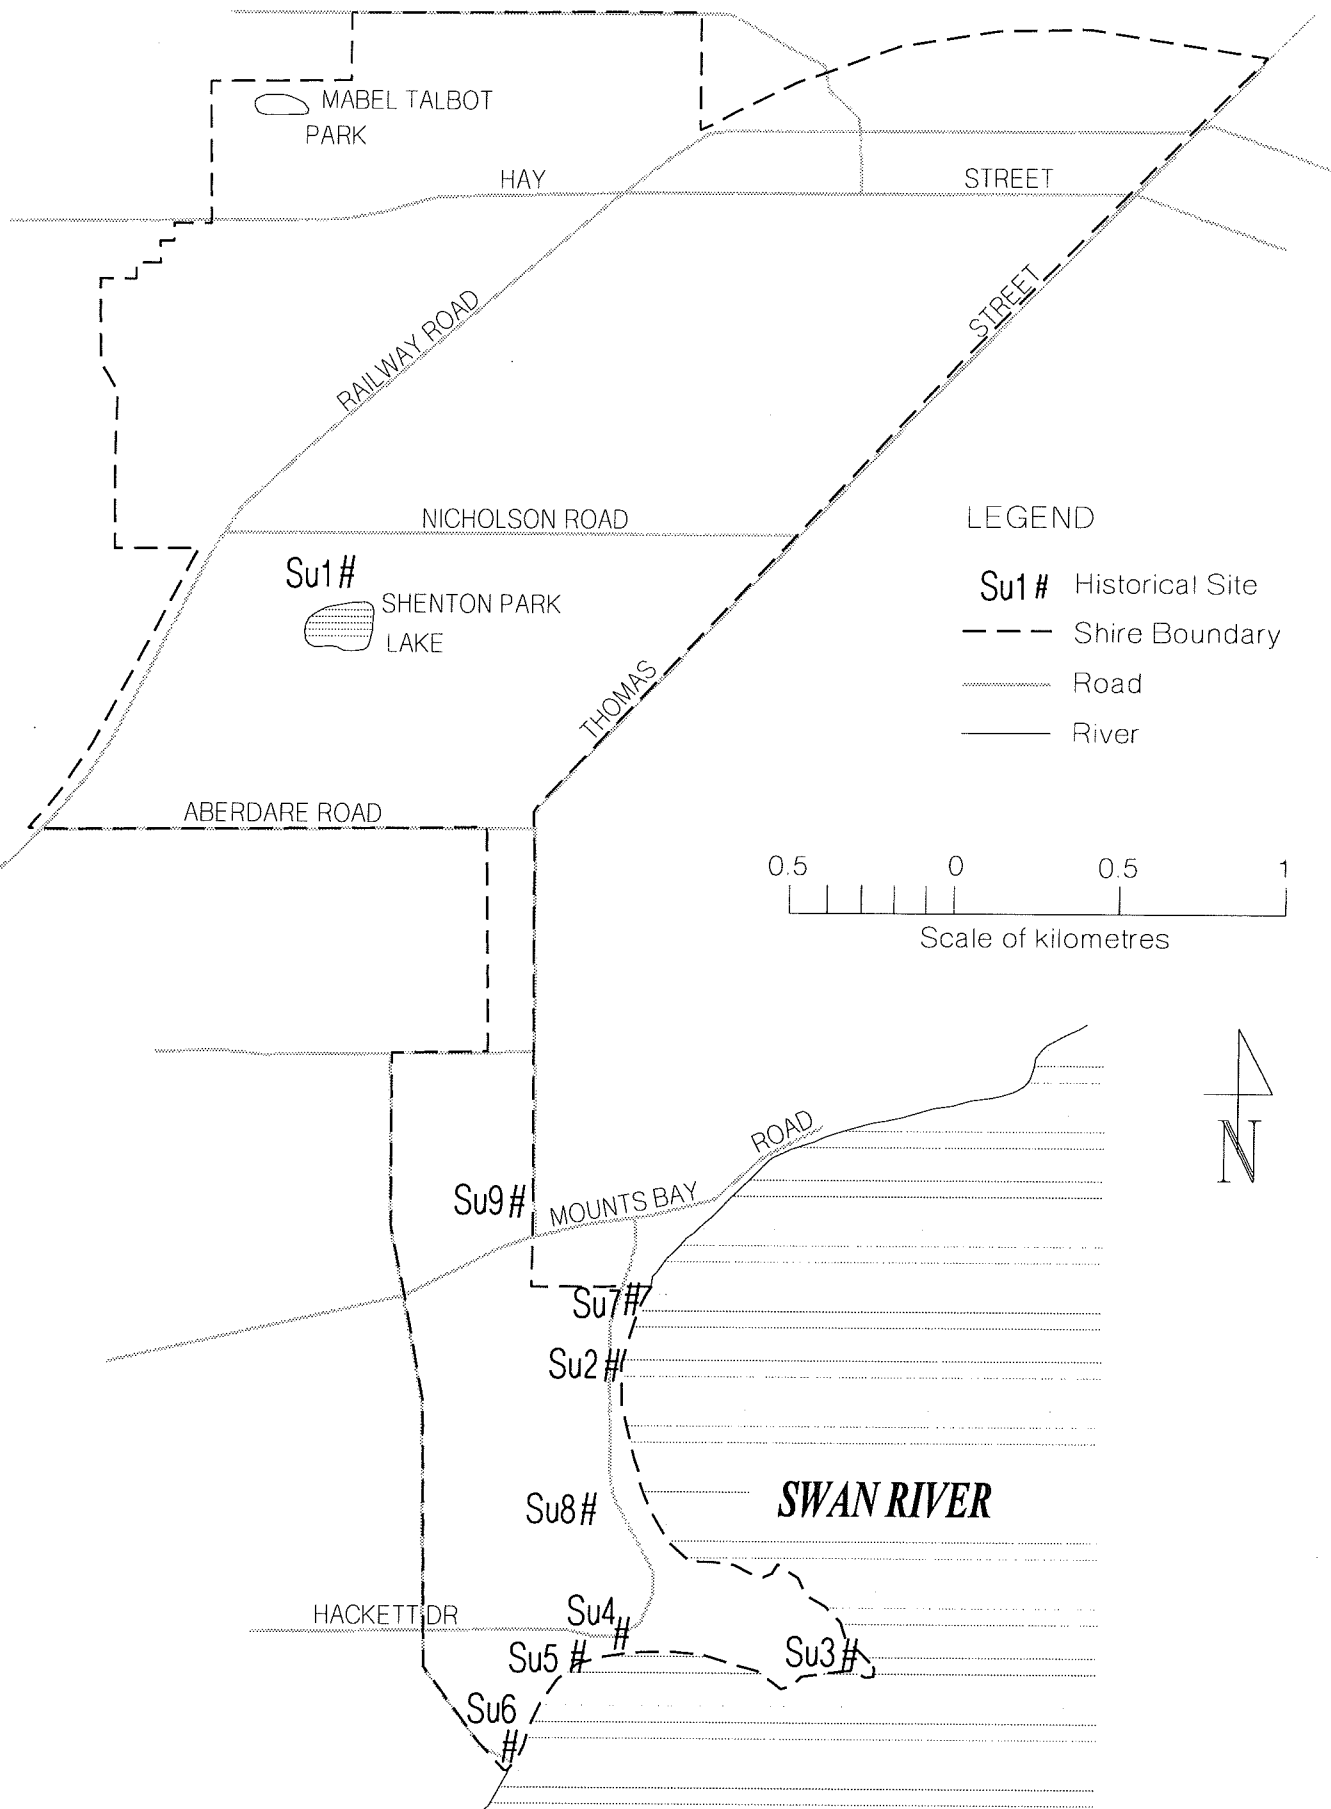 MABEL TALBOT
PARK
HAY
STREET
STREET
RAILWAY ROAD
NICHOLSON ROAD
Su1#
SHENTON PARK
LAKE
THOMAS
ABERDARE ROAD
LEGEND
Su1# Historical Site
Shire Boundary
Road
River
0.5 0 0.5 1
Scale of kilometres
N
ROAD
MOUNTS BAY
Su9#
Su7#
Su2#
Su8#
SWAN RIVER
HACKETT DR
Su4
#
Su5#
Su3#
Su6
#